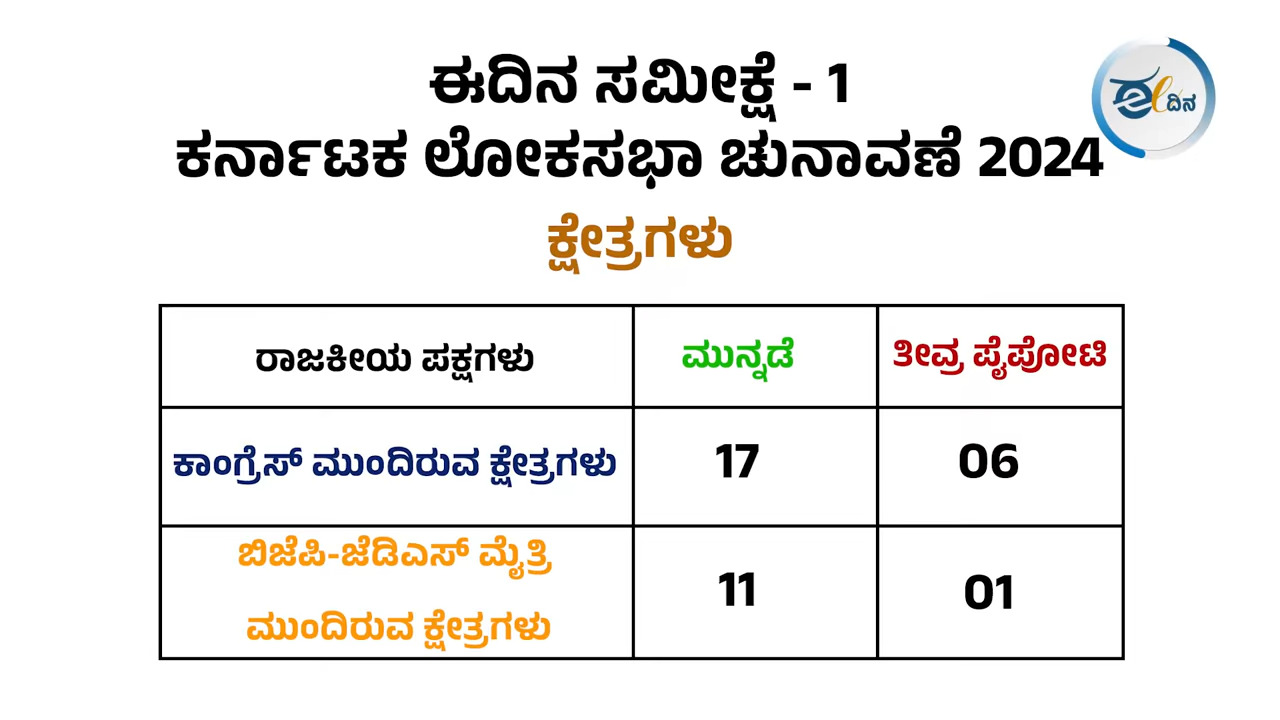 ಈದಿನ ಸಮೀಕ್ಷೆ - 1
ಈದಿನ
ಕರ್ನಾಟಕ ಲೋಕಸಭಾ ಚುನಾವಣೆ 2024
ಕ್ಷೇತ್ರಗಳು
ರಾಜಕೀಯ ಪಕ್ಷಗಳು ಮುನ್ನಡೆ ತೀವ್ರ ಪೈಪೋಟಿ
ಕಾಂಗ್ರೆಸ್ ಮುಂದಿರುವ ಕ್ಷೇತ್ರಗಳು 17 06
ಬಿಜೆಪಿ-ಜೆಡಿಎಸ್ ಮೈತ್ರಿ
ಮುಂದಿರುವ ಕ್ಷೇತ್ರಗಳು 11 01